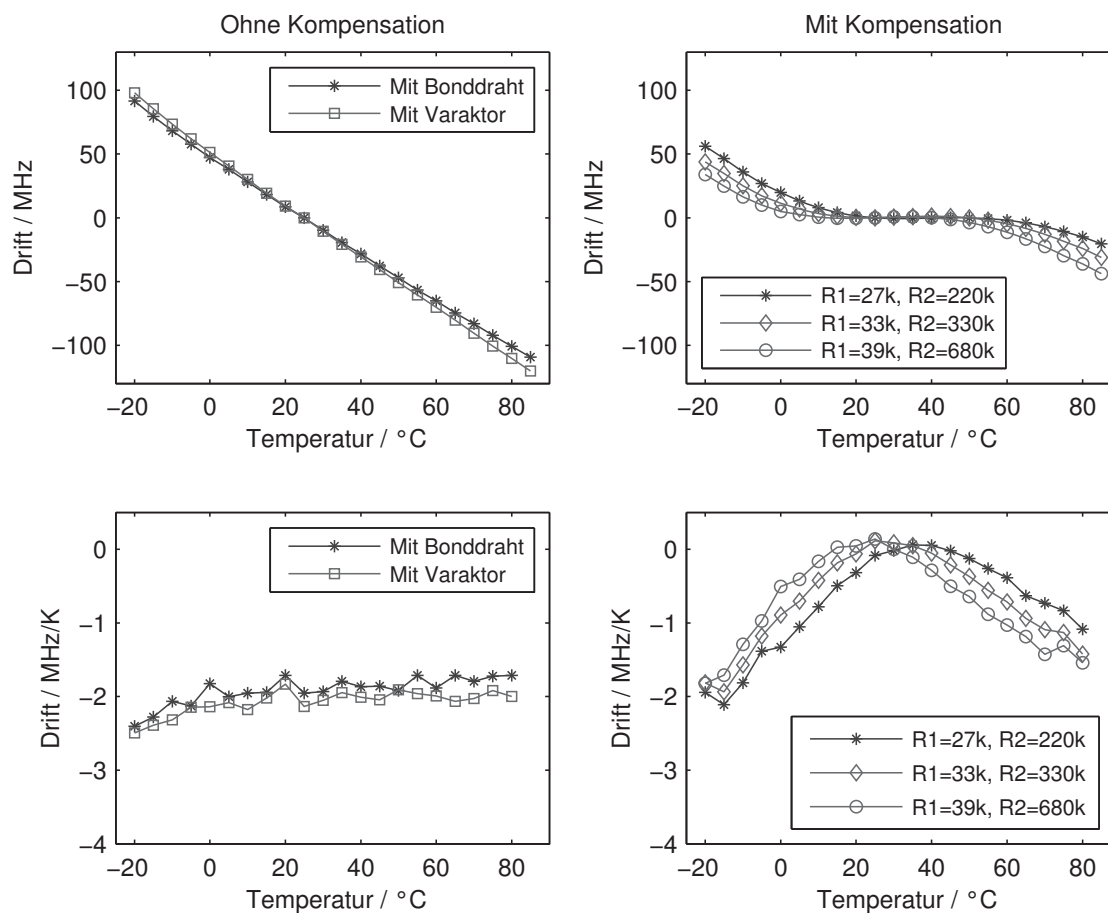 Ohne Kompensation
Mit Kompensation
Drift / MHz
100
50
0
−50
−100
Mit Bonddraht
Mit Varaktor
−20 0 20 40 60 80
Temperatur / °C
Drift / MHz
100
50
0
−50
−100
R1=27k, R2=220k
R1=33k, R2=330k
R1=39k, R2=680k
−20 0 20 40 60 80
Temperatur / °C
Drift / MHz/K
0
−1
−2
−3
−4
Mit Bonddraht
Mit Varaktor
−20 0 20 40 60 80
Temperatur / °C
Drift / MHz/K
0
−1
−2
−3
−4
R1=27k, R2=220k
R1=33k, R2=330k
R1=39k, R2=680k
−20 0 20 40 60 80
Temperatur / °C